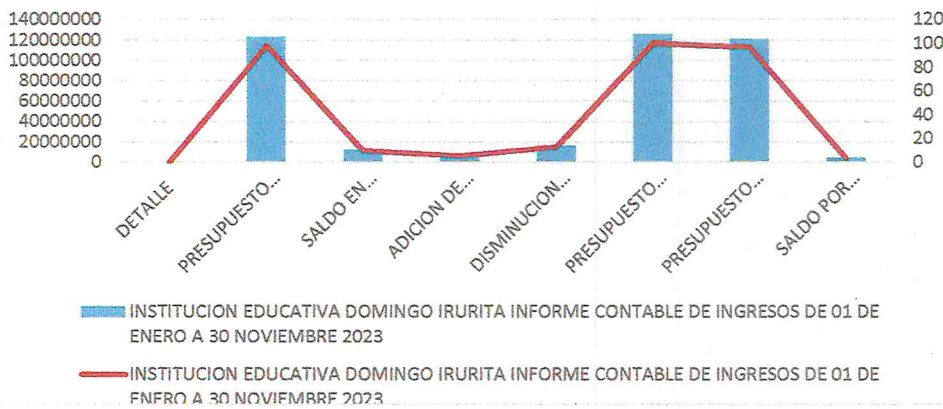 140000000
120000000
100000000
80000000
60000000
40000000
20000000
0
120
100
80
60
40
20
0
DETALLE
PRESUPUESTO...
SALDO EN...
ADICION DE...
DISMINUCION...
PRESUPUESTO...
PRESUPUESTO...
SALDO POR...
INSTITUCION EDUCATIVA DOMINGO IRURITA INFORME CONTABLE DE INGRESOS DE 01 DE
ENERO A 30 NOVIEMBRE 2023
INSTITUCION EDUCATIVA DOMINGO IRURITA INFORME CONTABLE DE INGRESOS DE 01 DE
ENERO A 30 NOVIEMBRE 2023